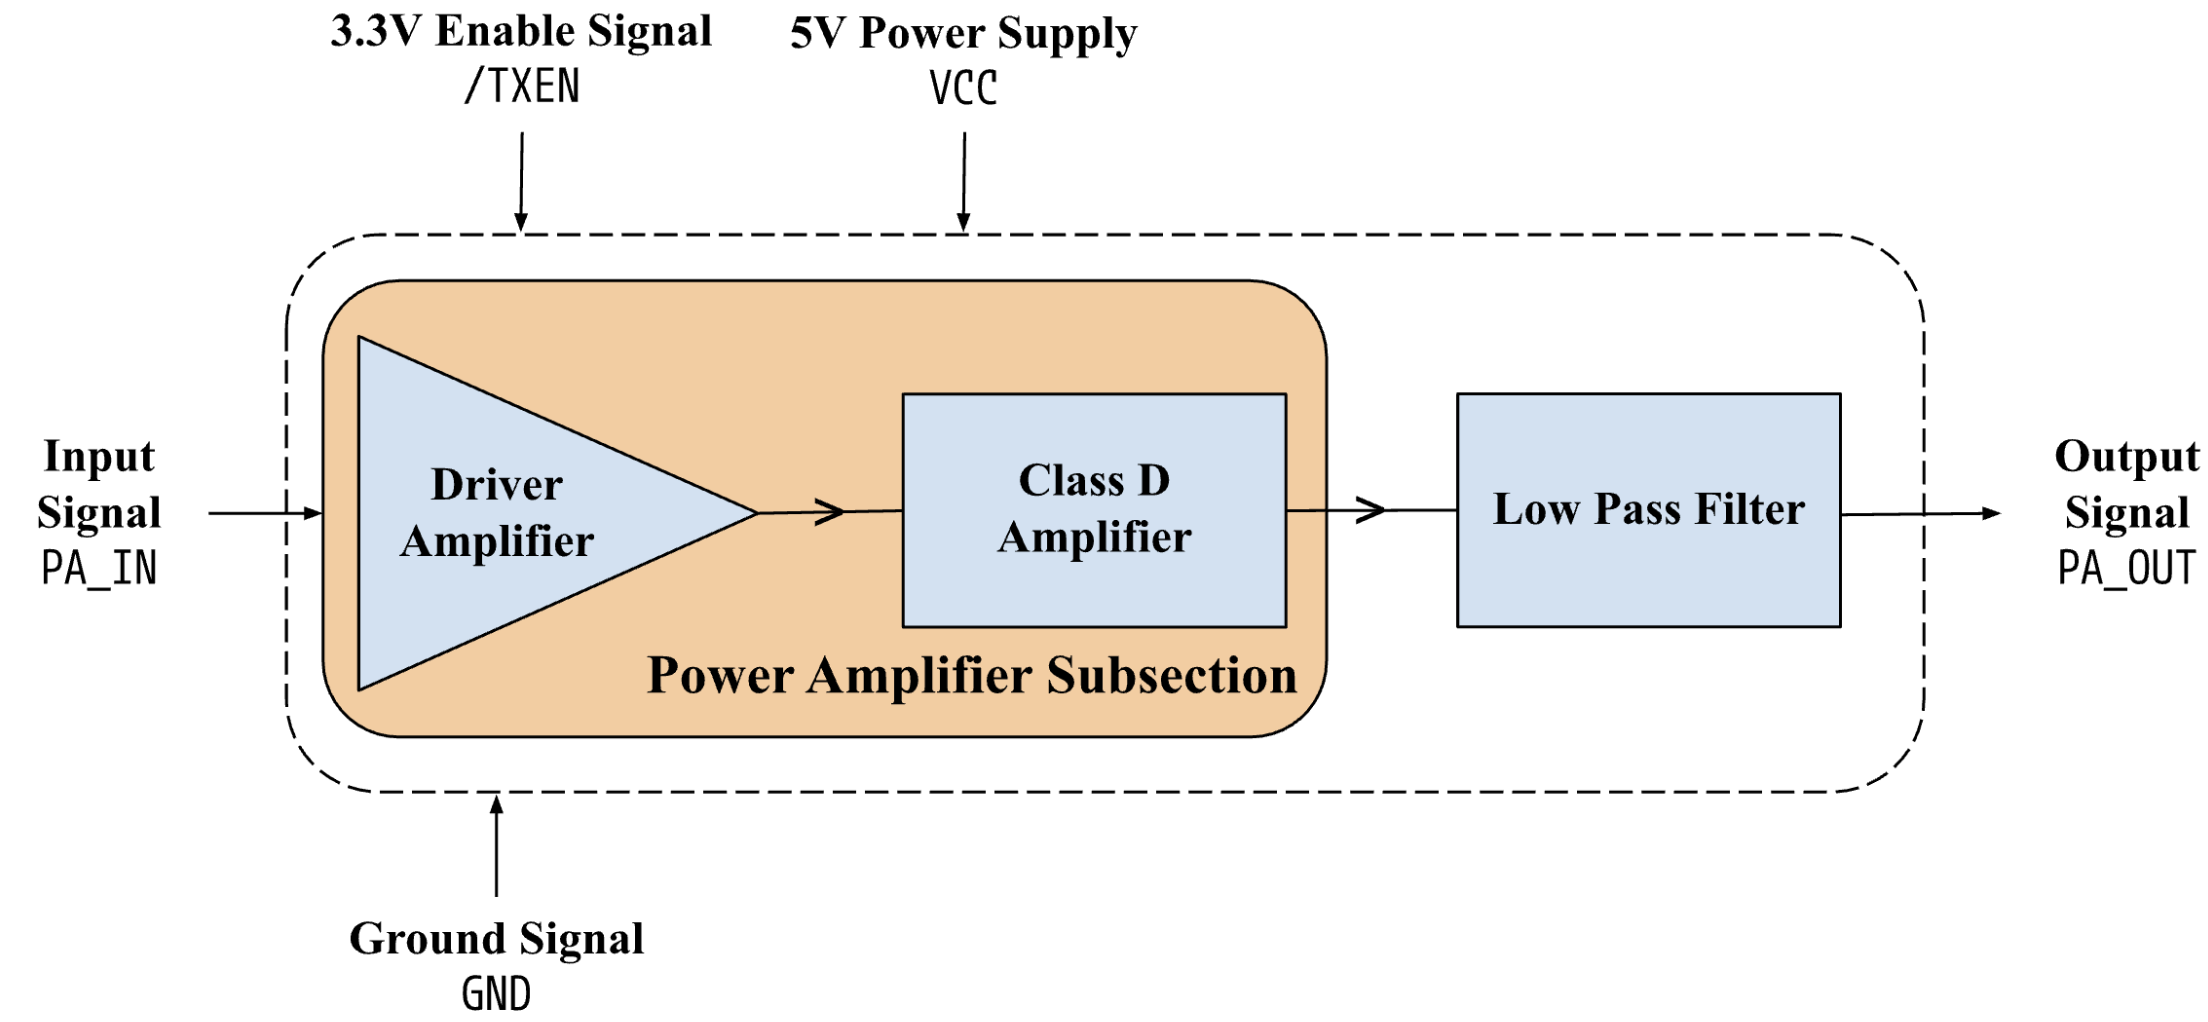 3.3V Enable Signal
/TXEN
5V Power Supply
VCC
Input
Signal
PA_IN
Driver
Amplifier
Class D
Amplifier
Power Amplifier Subsection
Low Pass Filter
Output
Signal
PA_OUT
Ground Signal
GND